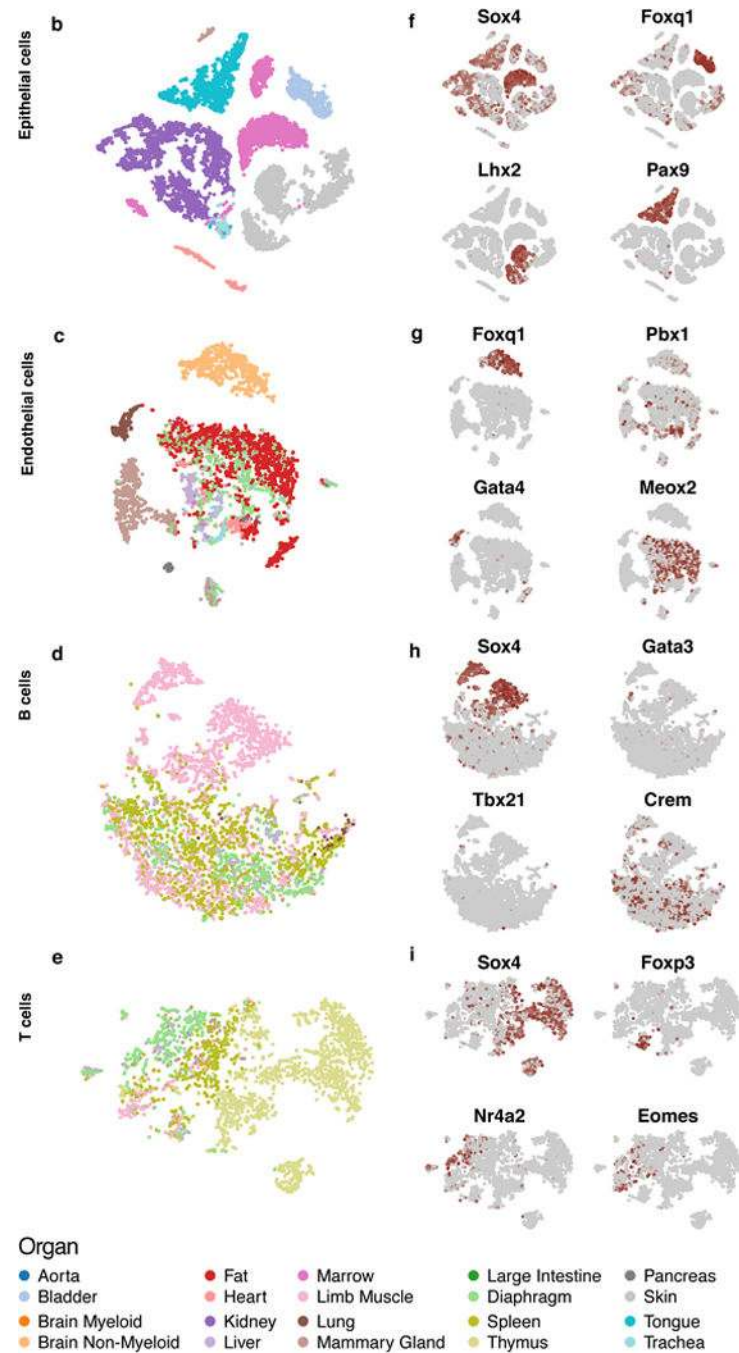 b
Epithelial cells
f
Sox4 Foxq1
Lhx2 Pax9
c
Endothelial cells
g
Foxq1 Pbx1
Gata4 Meox2
d
B cells
h
Sox4 Gata3
Tbx21 Crem
e
T cells
i
Sox4 Foxp3
Nr4a2 Eomes
Organ
Aorta Fat Marrow Large Intestine Pancreas
Bladder Heart Limb Muscle Diaphragm Skin
Brain Myeloid Kidney Lung Spleen Tongue
Brain Non-Myeloid Liver Mammary Gland Thymus Trachea